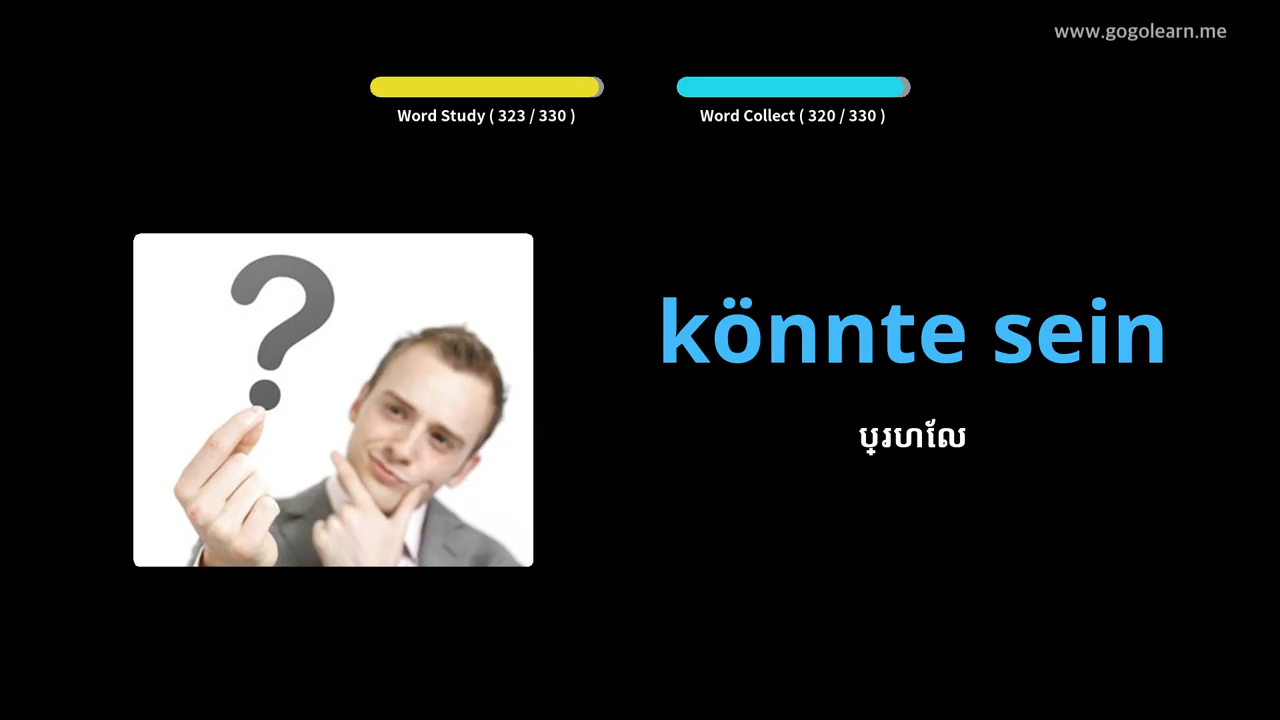 www.gogolearn.me
Word Study ( 323 / 330 )
Word Collect ( 320 / 330 )
könnte sein
ប្រហែល